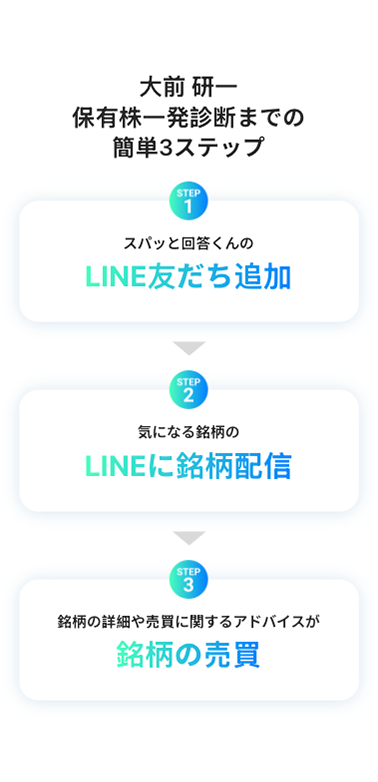 大前 研一
保有株一発診断までの
簡単3ステップ
STEP
1
スパッと回答くんの
LINE友だち追加
STEP
2
気になる銘柄の
LINEに銘柄配信
STEP
3
銘柄の詳細や売買に関するアドバイスが
銘柄の売買